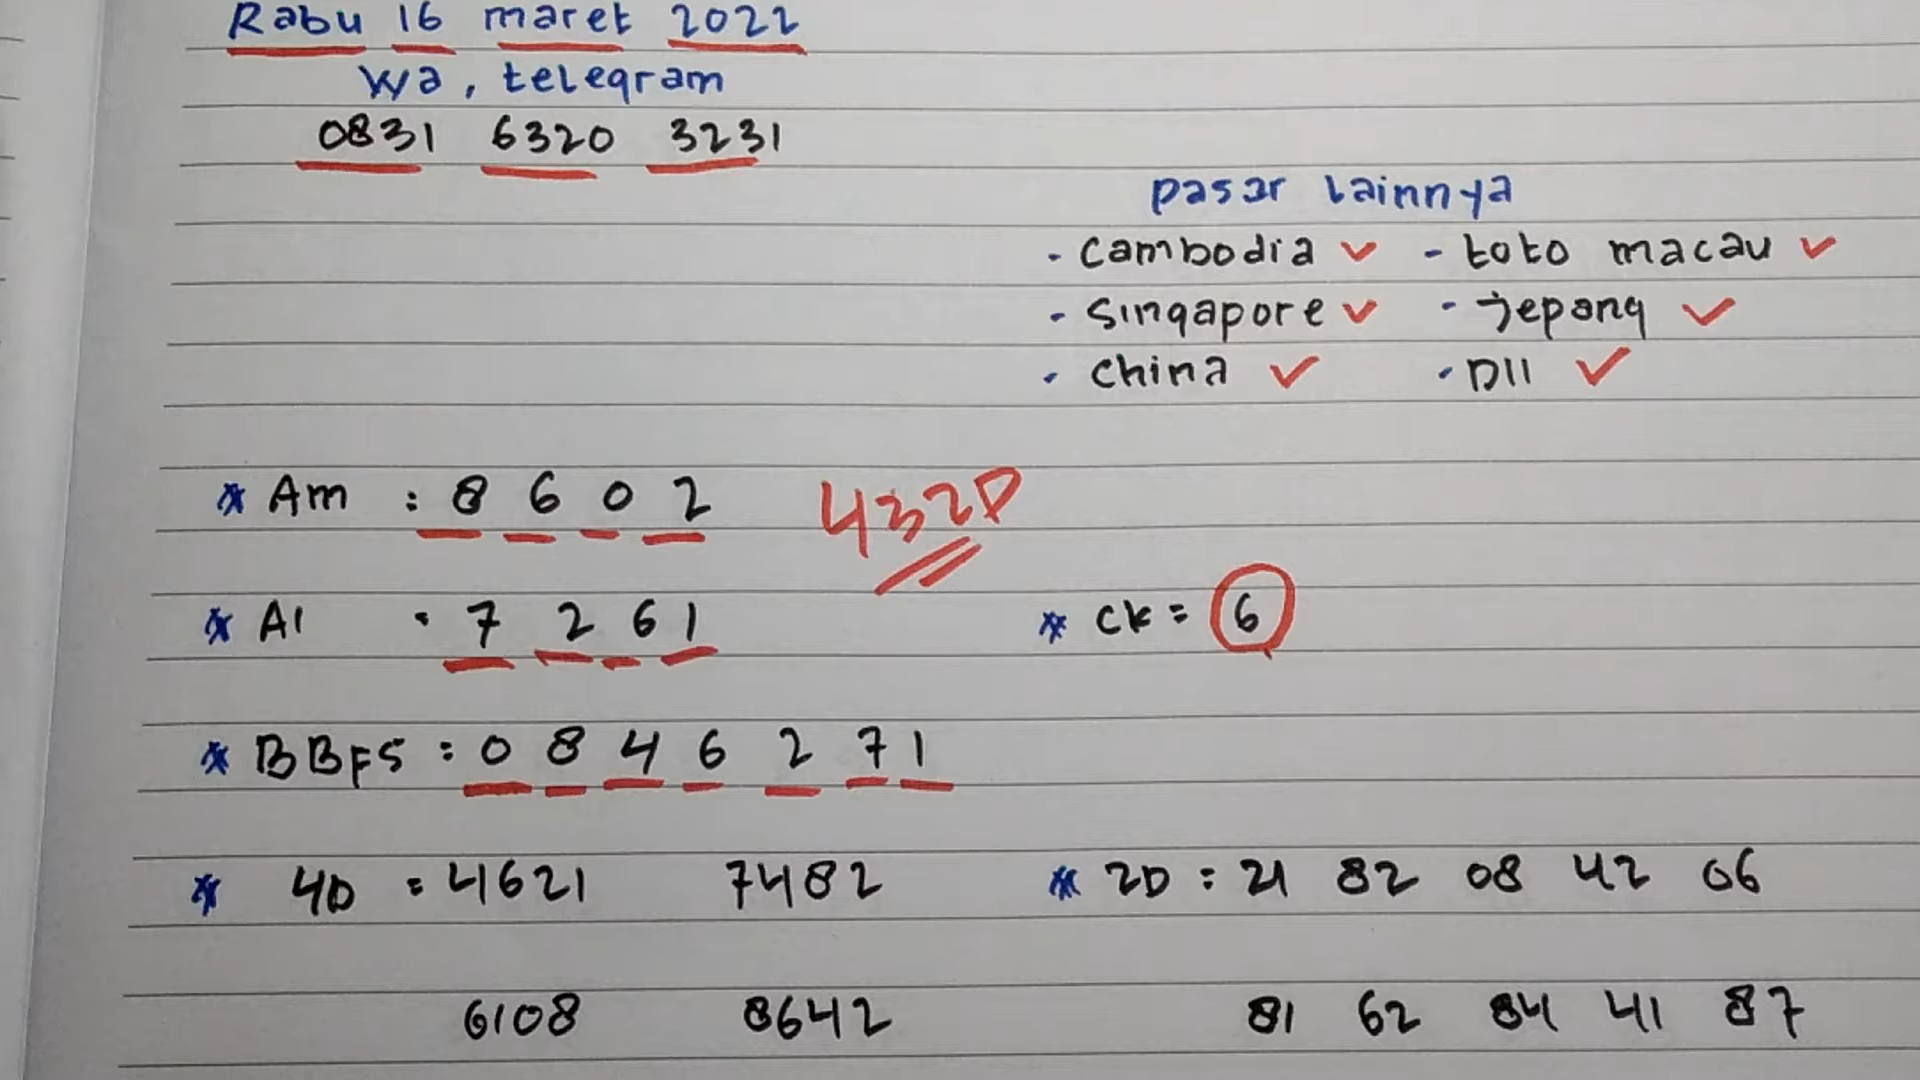 Rabu 16 maret 2022
Wa, telegram
0831 6320 3231
pasar lainnya
- Cambodia ✓ - toto macau ✓
- Singapore ✓ - jepang ✓
- China ✓ - Dll ✓
* Am : 8 6 0 2 432D
* AI : 7 2 6 1 * CK = 6
* BBFS : 0 8 4 6 2 7 1
* 4D = 4621 7482 * 2D : 21 82 08 42 06
6108 8642 81 62 84 41 87